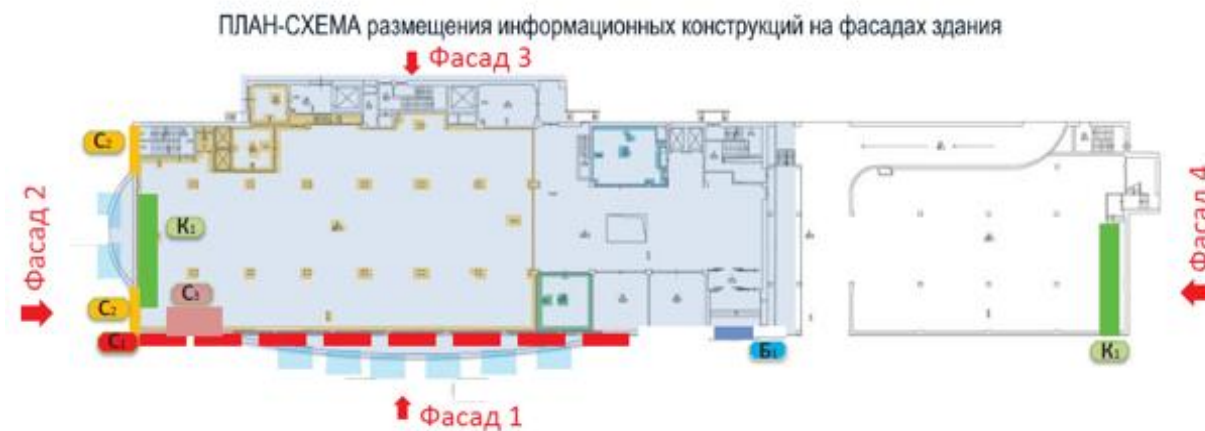 ПЛАН-СХЕМА размещения информационных конструкций на фасадах здания
Фасад 3
С₂
Фасад 2
К₁
Фасад 4
С₃
С₂
С₁
Б₁
К₁
Фасад 1